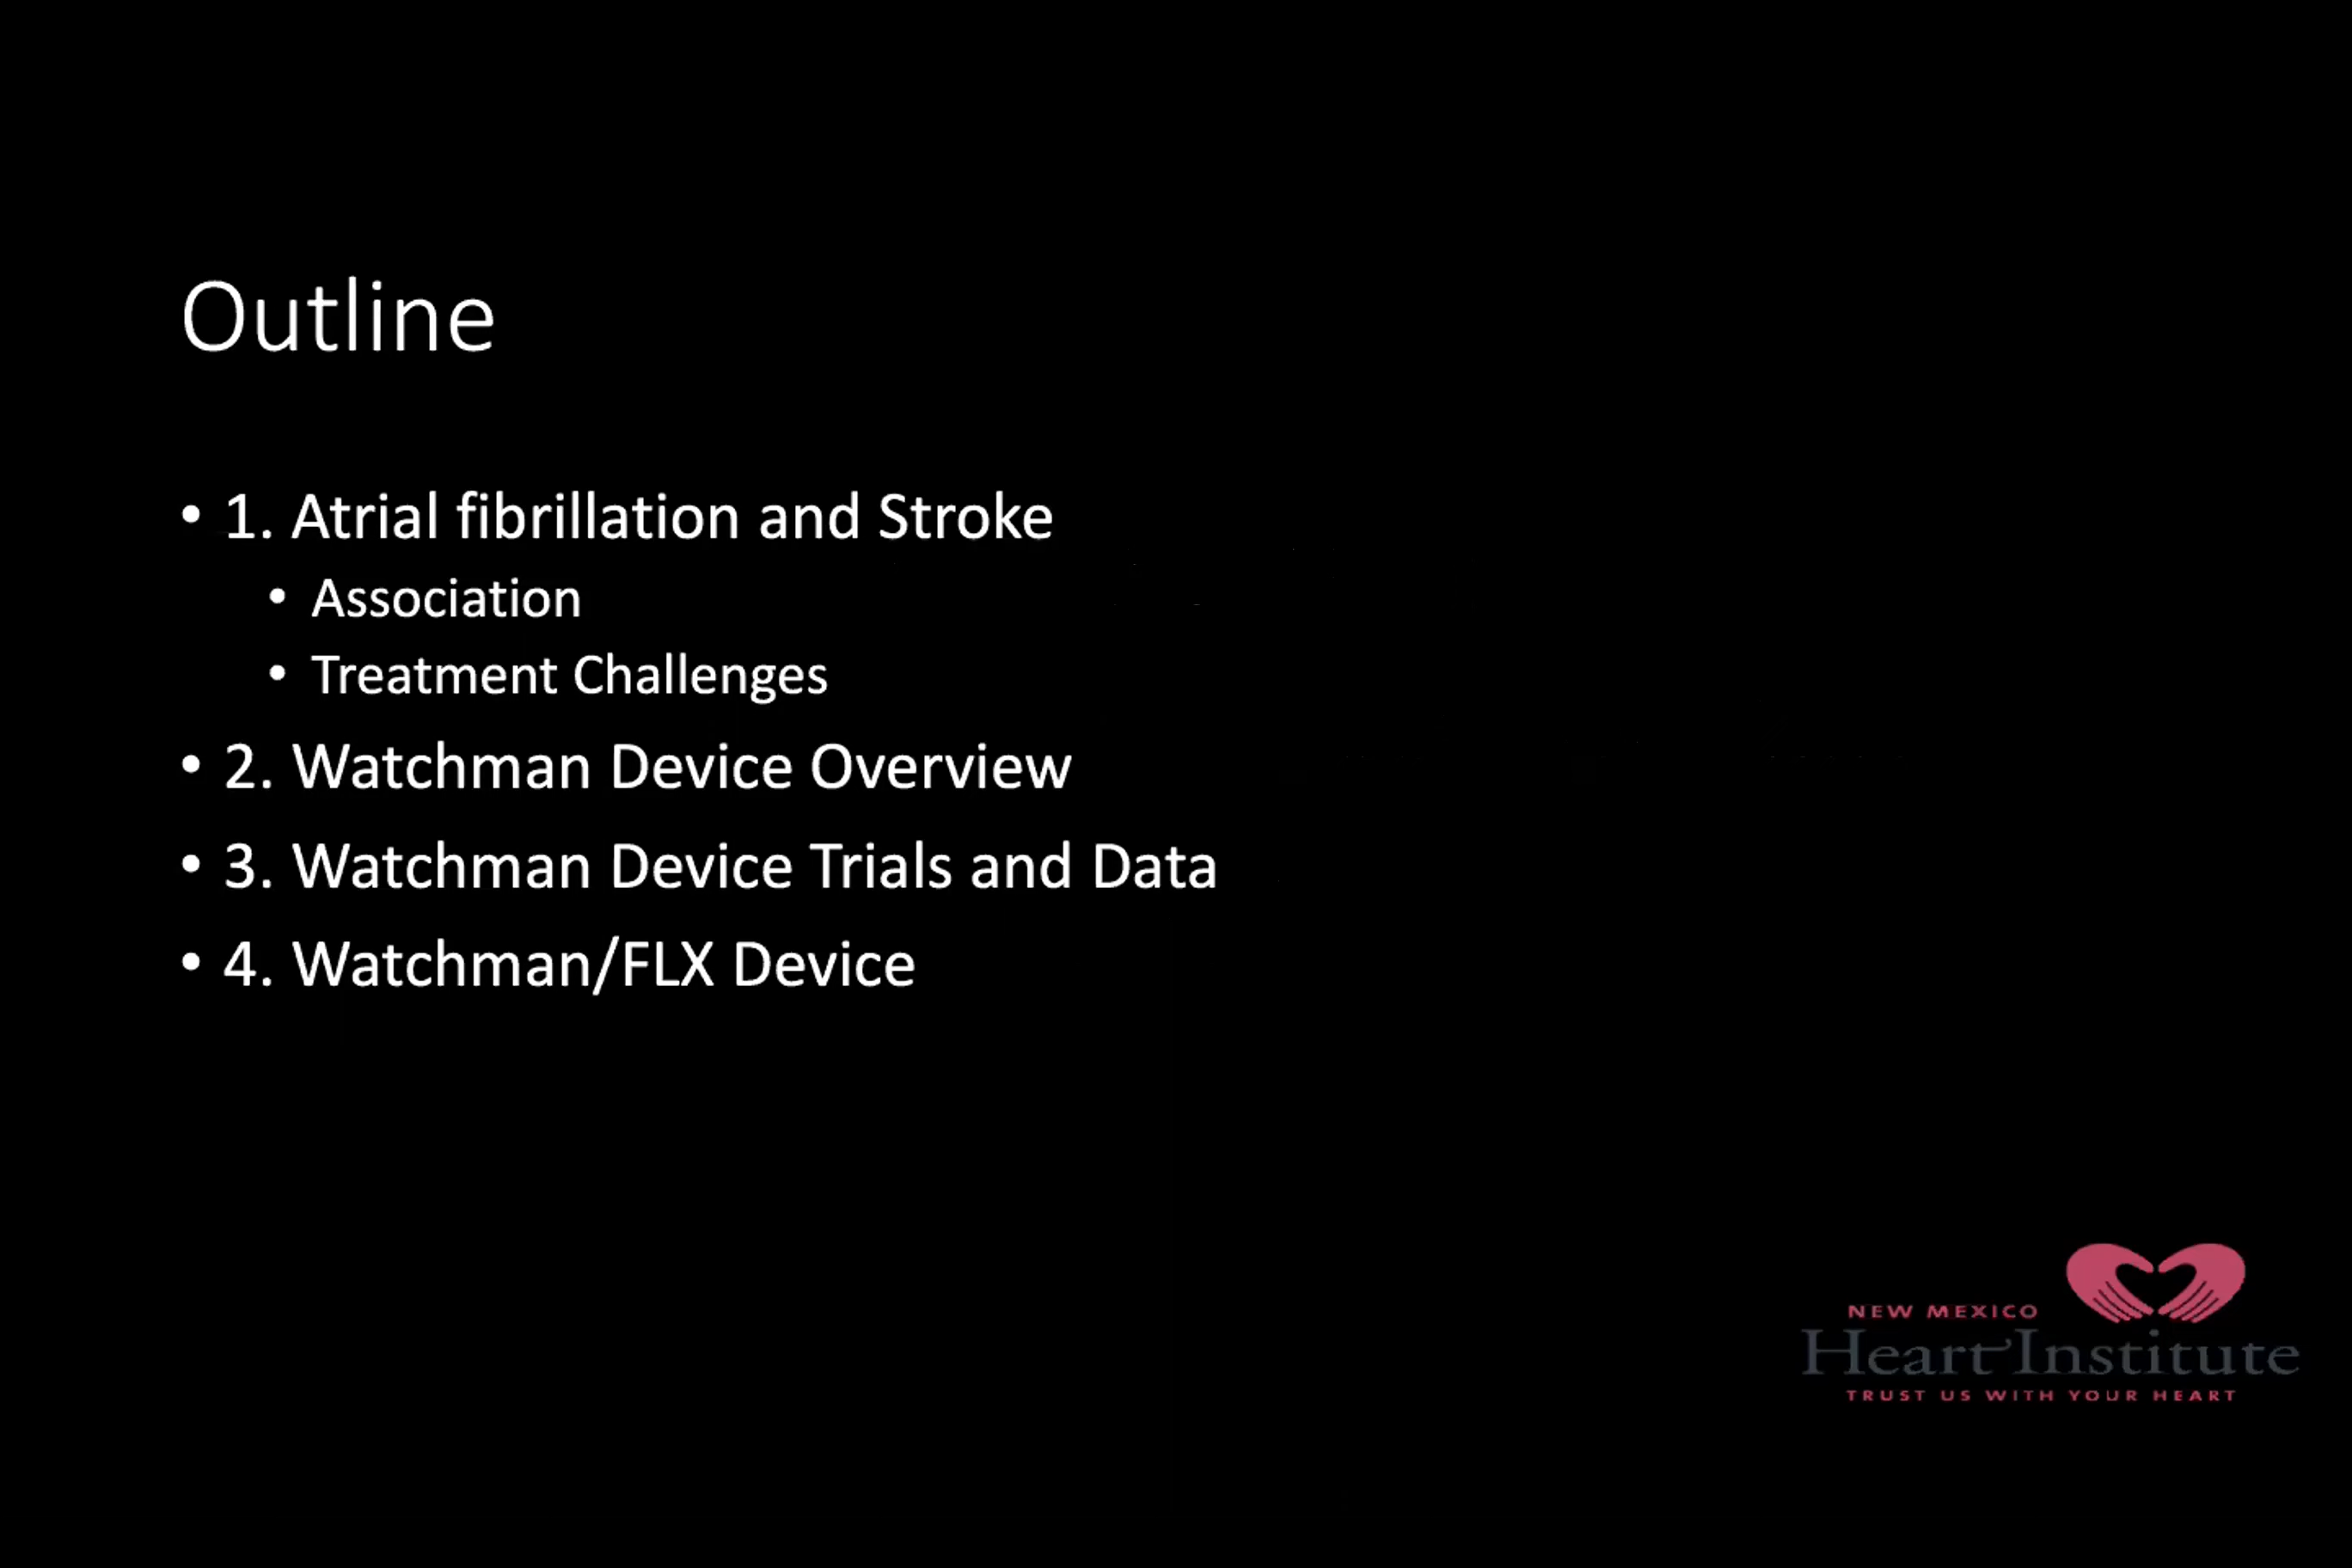 Outline
• 1. Atrial fibrillation and Stroke
• Association
• Treatment Challenges
• 2. Watchman Device Overview
• 3. Watchman Device Trials and Data
• 4. Watchman/FLX Device
NEW MEXICO
Heart Institute
TRUST US WITH YOUR HEART